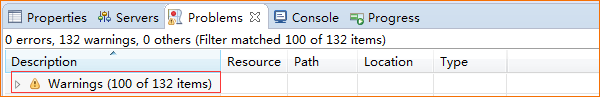 Properties Servers Problems Console Progress
0 errors, 132 warnings, 0 others (Filter matched 100 of 132 items)
Description Resource Path Location Type
Warnings (100 of 132 items)